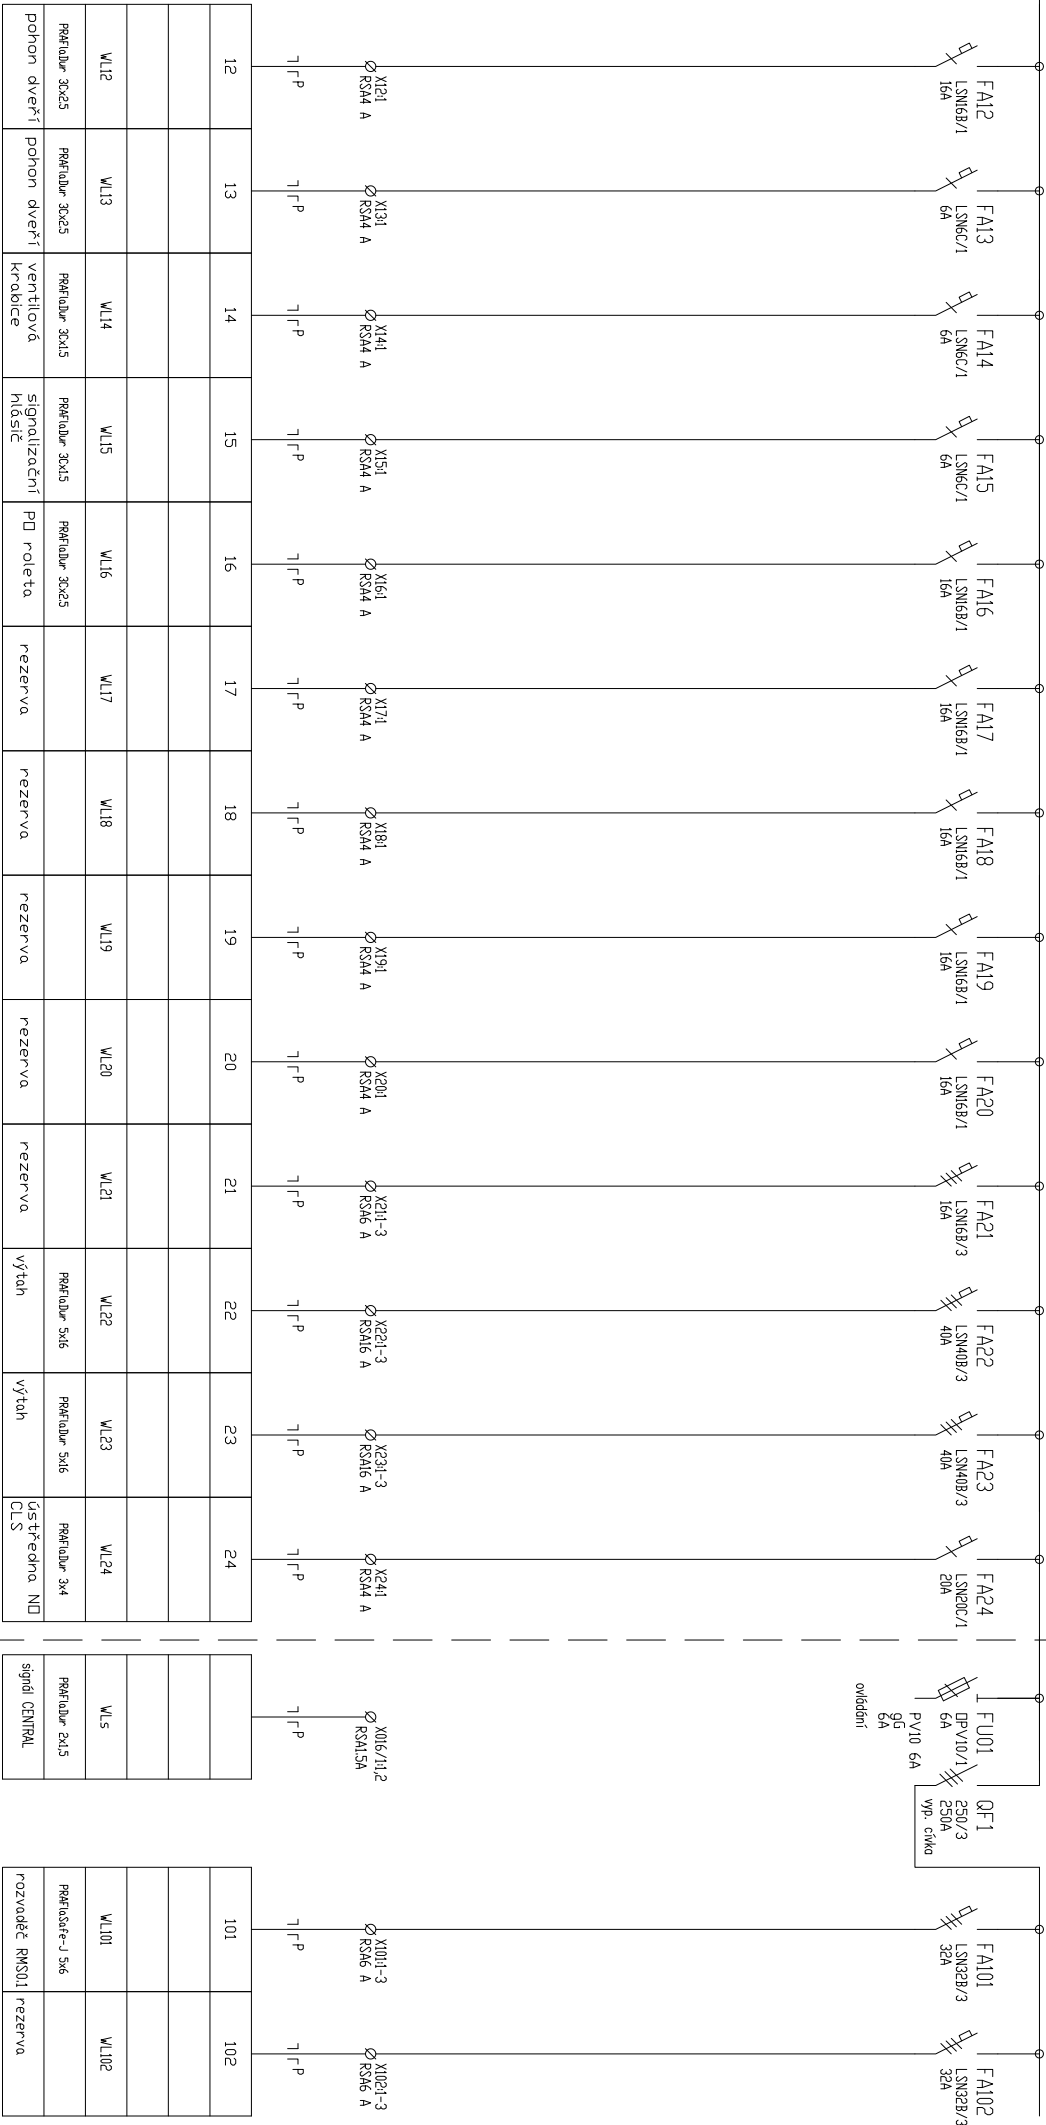 FA12
LSN16B/1
16A
X12:1
RSA4 A
P
12
WL12
PRAFlaDur 3Cx2.5
pohon dveří
FA13
LSN6C/1
6A
X13:1
RSA4 A
P
13
WL13
PRAFlaDur 3Cx2.5
pohon dveří
FA14
LSN6C/1
6A
X14:1
RSA4 A
P
14
WL14
PRAFlaDur 3Cx1.5
ventilová
krabice
FA15
LSN6C/1
6A
X15:1
RSA4 A
P
15
WL15
PRAFlaDur 3Cx1.5
signalizační
hlásič
FA16
LSN16B/1
16A
X16:1
RSA4 A
P
16
WL16
PRAFlaDur 3Cx2.5
PO roleta
FA17
LSN16B/1
16A
X17:1
RSA4 A
P
17
WL17
rezerva
FA18
LSN16B/1
16A
X18:1
RSA4 A
P
18
WL18
rezerva
FA19
LSN16B/1
16A
X19:1
RSA4 A
P
19
WL19
rezerva
FA20
LSN16B/1
16A
X20:1
RSA4 A
P
20
WL20
rezerva
FA21
LSN16B/3
16A
X21:1-3
RSA6 A
P
21
WL21
rezerva
FA22
LSN40B/3
40A
X22:1-3
RSA16 A
P
22
WL22
PRAFlaDur 5x16
výtah
FA23
LSN40B/3
40A
X23:1-3
RSA16 A
P
23
WL23
PRAFlaDur 5x16
výtah
FA24
LSN20C/1
20A
X24:1
RSA4 A
P
24
WL24
PRAFlaDur 3x4
ústředna NO
CLS
FU01
OPV10/1
6A
PV10 6A
gG
6A
ovládání
X016/1:1,2
RSA1.5A
P
WLs
PRAFlaDur 2x1,5
signál CENTRAL
QF1
250/3
250A
vyp. cívka
FA101
LSN32B/3
32A
X101:1-3
RSA6 A
P
101
WL101
PRAFlaSafe-J 5x6
rozvaděč RMS0.1
FA102
LSN32B/3
32A
X102:1-3
RSA6 A
P
102
WL102
rezerva